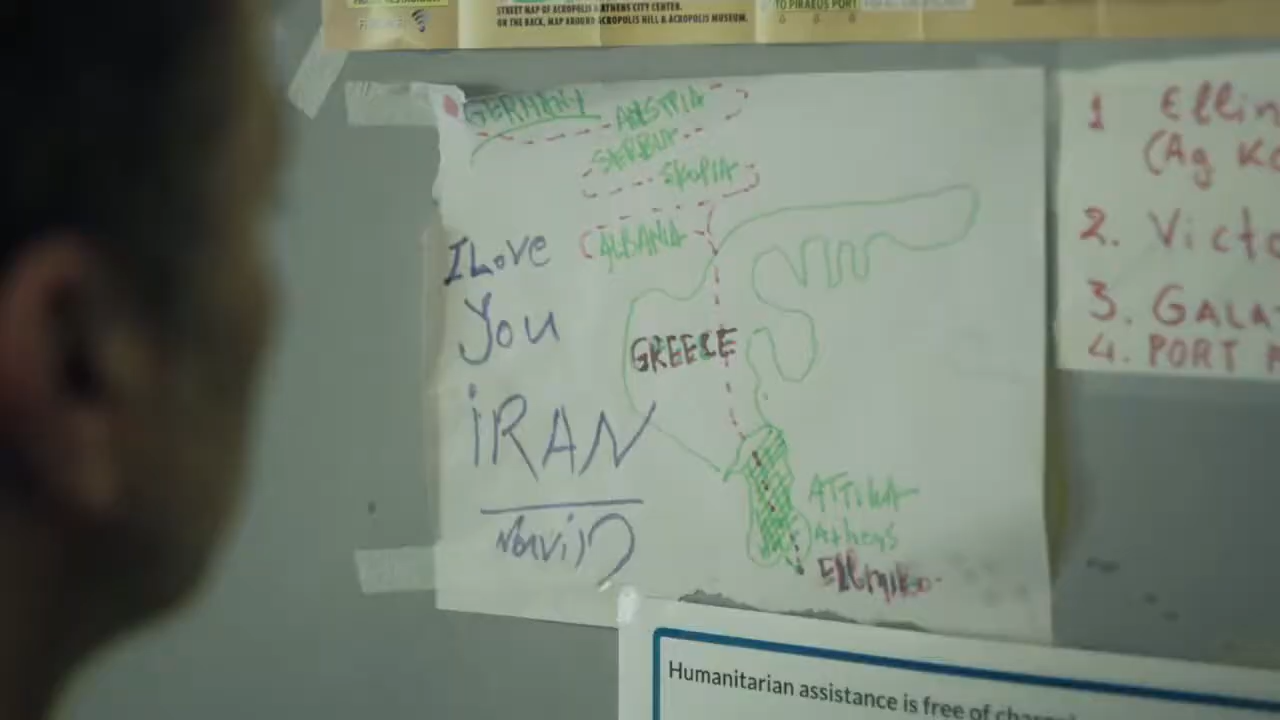 STREET MAP OF ACROPOLIS & ATHENS CITY CENTER.
ON THE BACK, MAP AROUND ACROPOLIS HILL & ACROPOLIS MUSEUM.
TO PIRAEUS PORT
GERMANY
AUSTRIA
SERBIA
SKOPIA
ALBANIA
I Love
You
iRAN
NAViD
GREECE
ATTIKA
Athens
Elliniko
1 Ellin
(Ag Ko
2. Victo
3. GALA
4. PORT P
Humanitarian assistance is free of charge